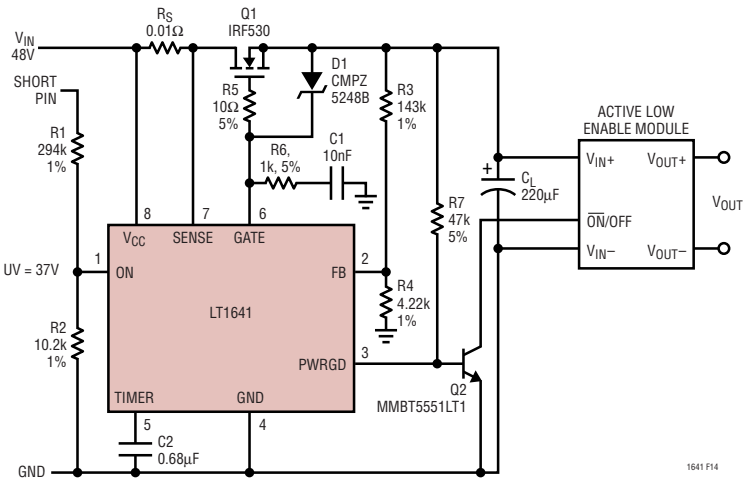 VIN
48V
RS
0.01Ω
Q1
IRF530
SHORT
PIN
R5
10Ω
5%
D1
CMPZ
5248B
R3
143k
1%
R1
294k
1%
R6,
1k, 5%
C1
10nF
ACTIVE LOW
ENABLE MODULE
VIN+
VOUT+
+
CL
220µF
VOUT
ON/OFF
VIN–
VOUT–
R7
47k
5%
8
7
6
VCC
SENSE
GATE
UV = 37V
1
ON
FB
2
R4
4.22k
1%
LT1641
R2
10.2k
1%
PWRGD
3
Q2
MMBT5551LT1
TIMER
GND
5
4
C2
0.68µF
GND
1641 F14